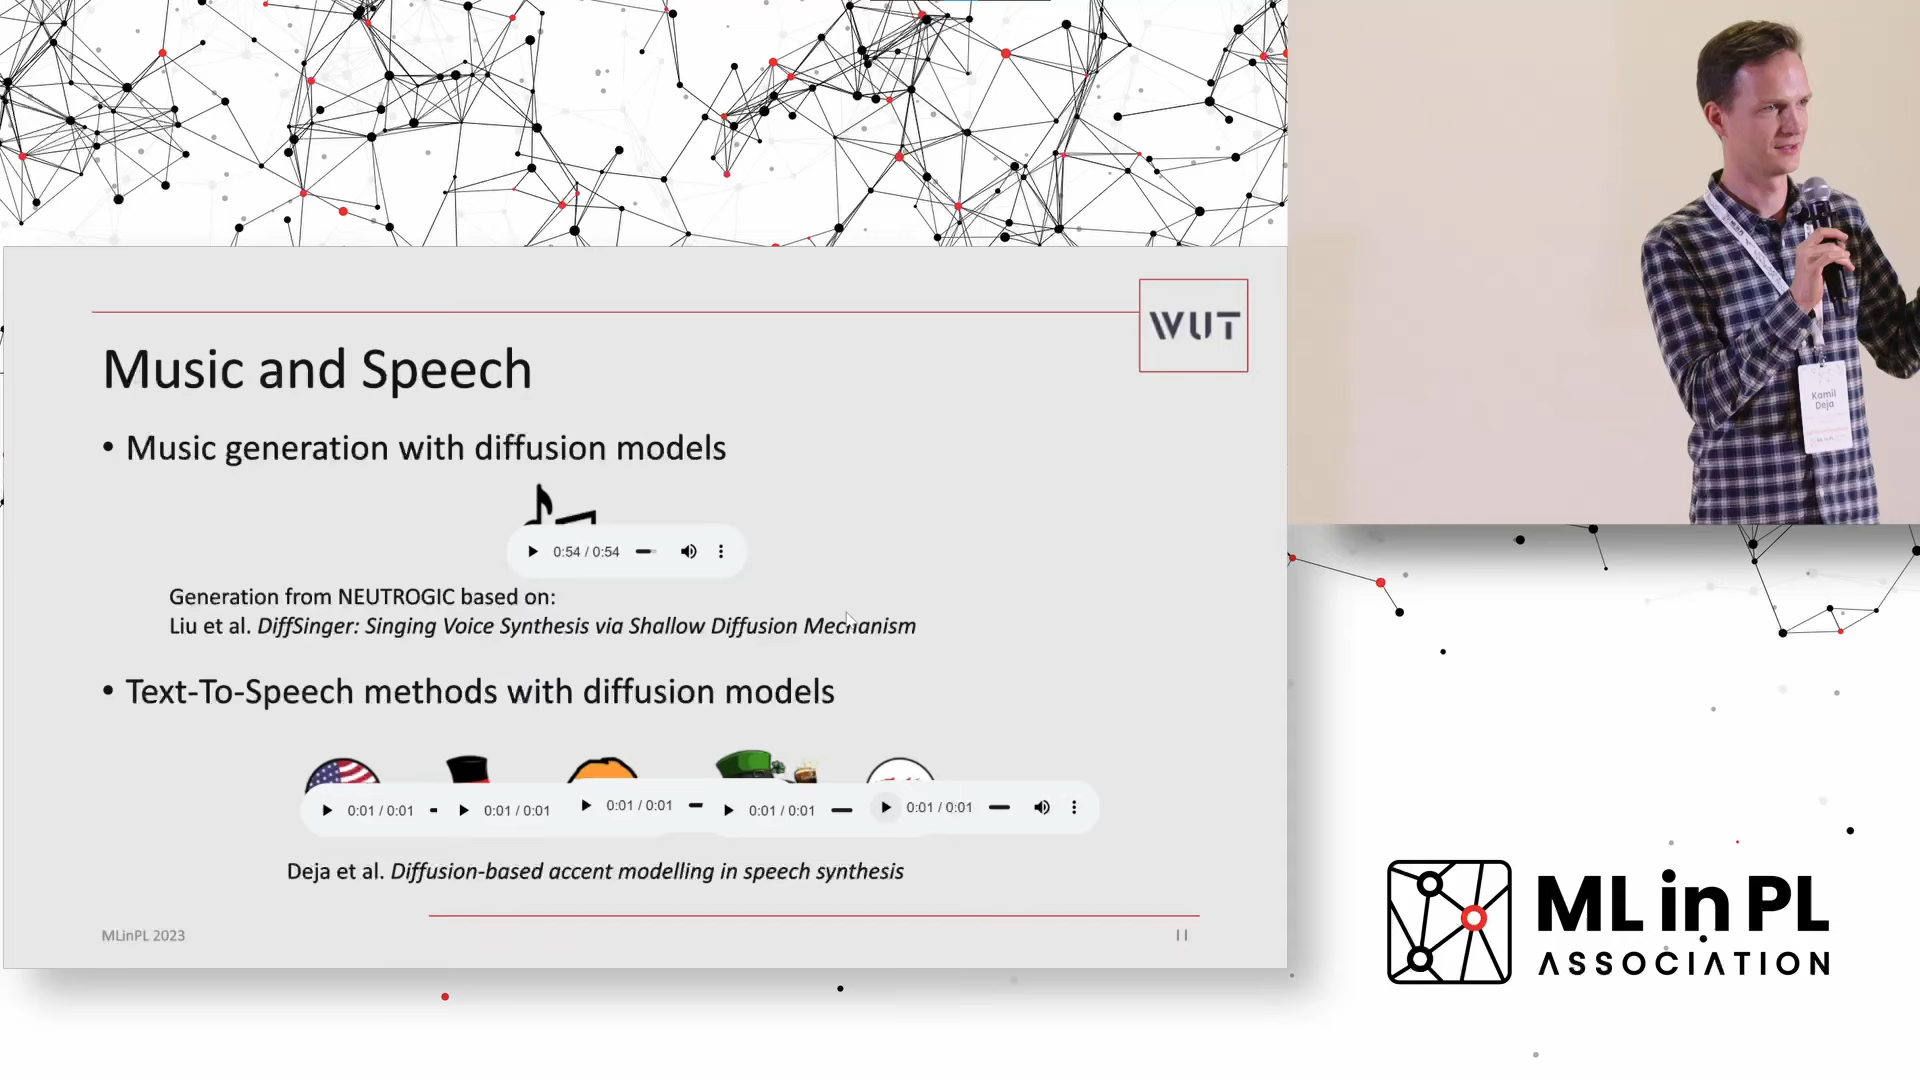 WUT
Music and Speech
• Music generation with diffusion models
0:54 / 0:54
Generation from NEUTROGIC based on:
Liu et al. DiffSinger: Singing Voice Synthesis via Shallow Diffusion Mechanism
• Text-To-Speech methods with diffusion models
0:01 / 0:01 0:01 / 0:01 0:01 / 0:01 0:01 / 0:01 0:01 / 0:01
Deja et al. Diffusion-based accent modelling in speech synthesis
MLinPL 2023
11
Kamil
Deja
ML in PL
ASSOCIATION